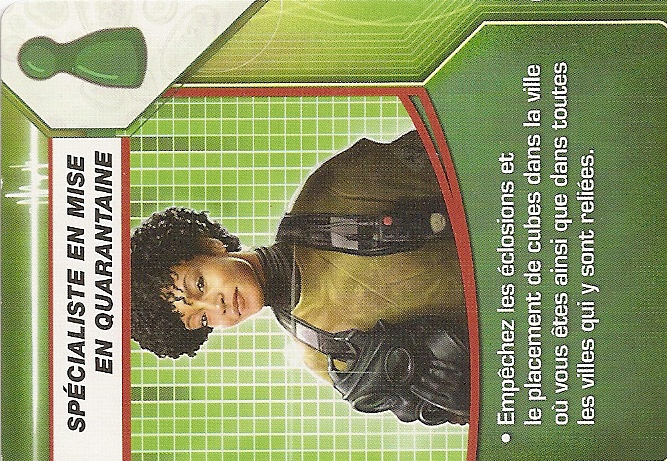 SPÉCIALISTE EN MISE
EN QUARANTAINE
• Empêchez les éclosions et
le placement de cubes dans la ville
où vous êtes ainsi que dans toutes
les villes qui y sont reliées.